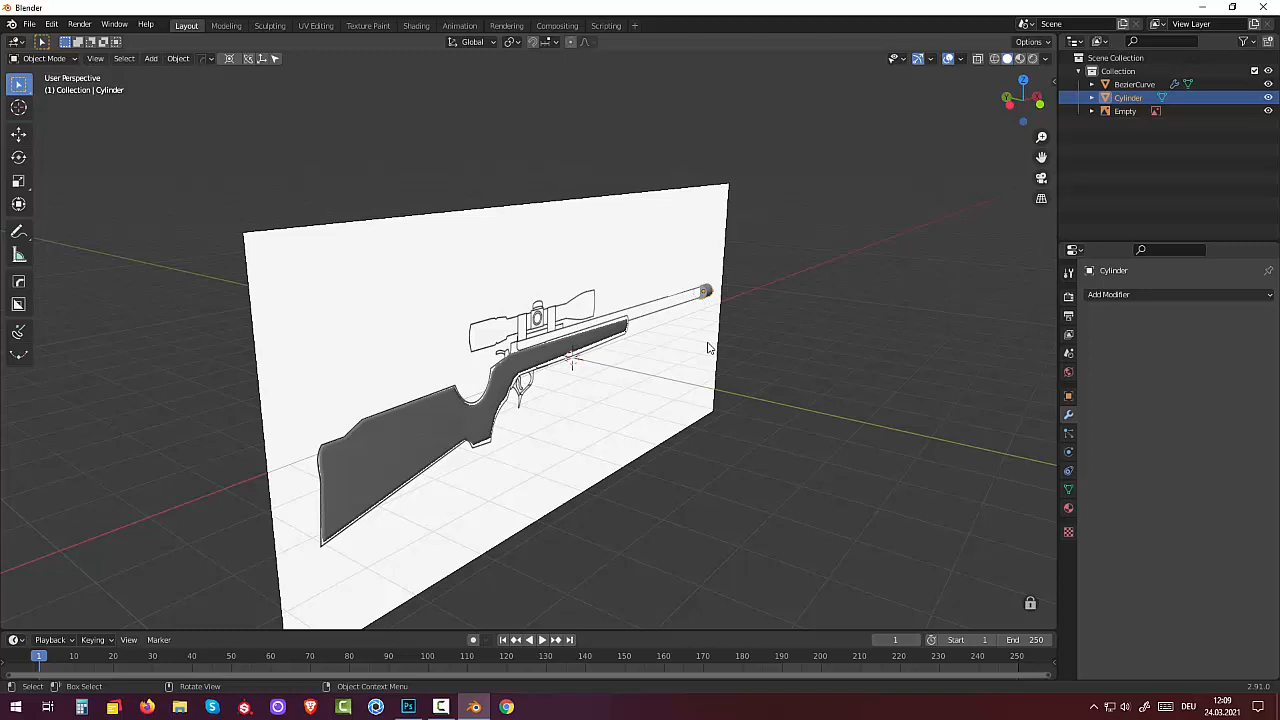 Blender
File Edit Render Window Help Layout Modeling Sculpting UV Editing Texture Paint Shading Animation Rendering Compositing Scripting + Scene View Layer
Global Options
Object Mode View Select Add Object
User Perspective
(1) Collection | Cylinder
Scene Collection
Collection
BezierCurve
Cylinder
Empty
Cylinder
Add Modifier
Playback Keying View Marker 1 Start 1 End 250
1 10 20 30 40 50 60 70 80 90 100 110 120 130 140 150 160 170 180 190 200 210 220 230 240 250
Select Box Select Rotate View Object Context Menu 2.91.0
DEU 12:09
24.03.2021